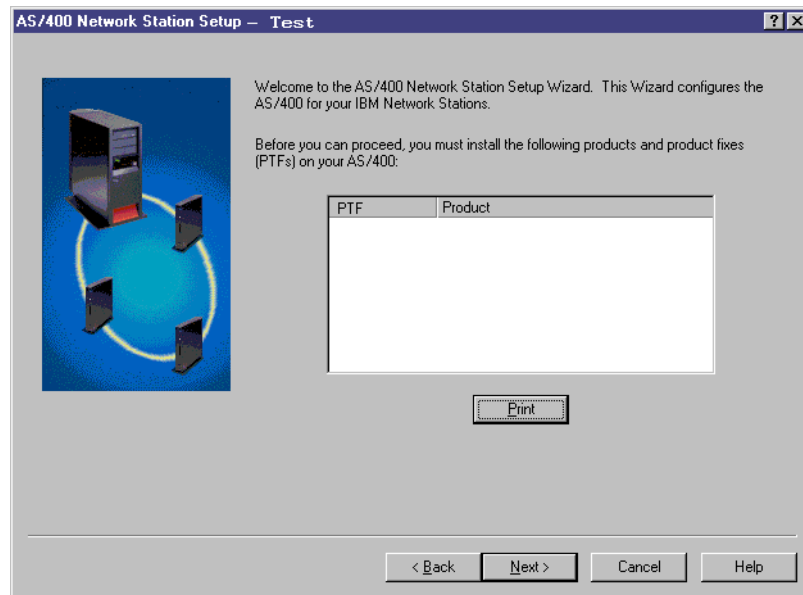 AS/400 Network Station Setup – Test
Welcome to the AS/400 Network Station Setup Wizard. This Wizard configures the
AS/400 for your IBM Network Stations.
Before you can proceed, you must install the following products and product fixes
(PTFs) on your AS/400:
PTF Product
Print
< Back Next > Cancel Help